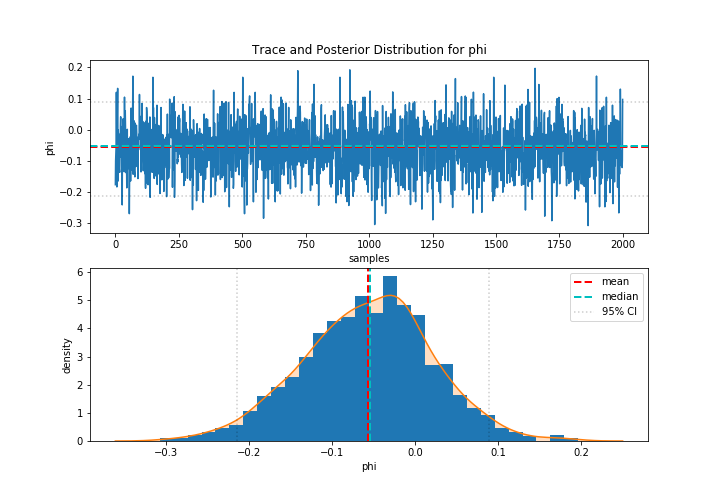 Trace and Posterior Distribution for phi
0.2
0.1
0.0
−0.1
−0.2
−0.3
phi
0 250 500 750 1000 1250 1500 1750 2000
samples
6
5
4
3
2
1
0
density
mean
median
95% CI
−0.3 −0.2 −0.1 0.0 0.1 0.2
phi